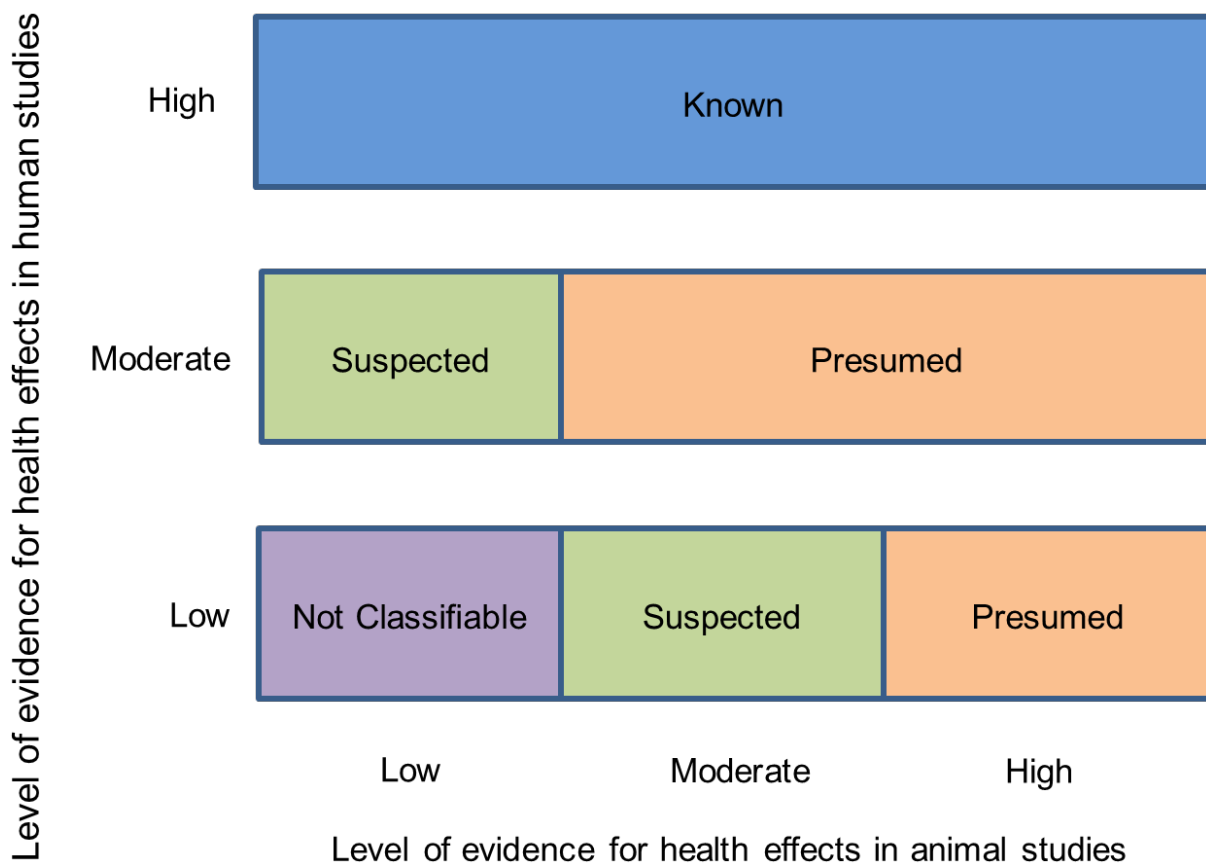 Level of evidence for health effects in human studies
High
Known
Moderate
Suspected
Presumed
Low
Not Classifiable
Suspected
Presumed
Low
Moderate
High
Level of evidence for health effects in animal studies